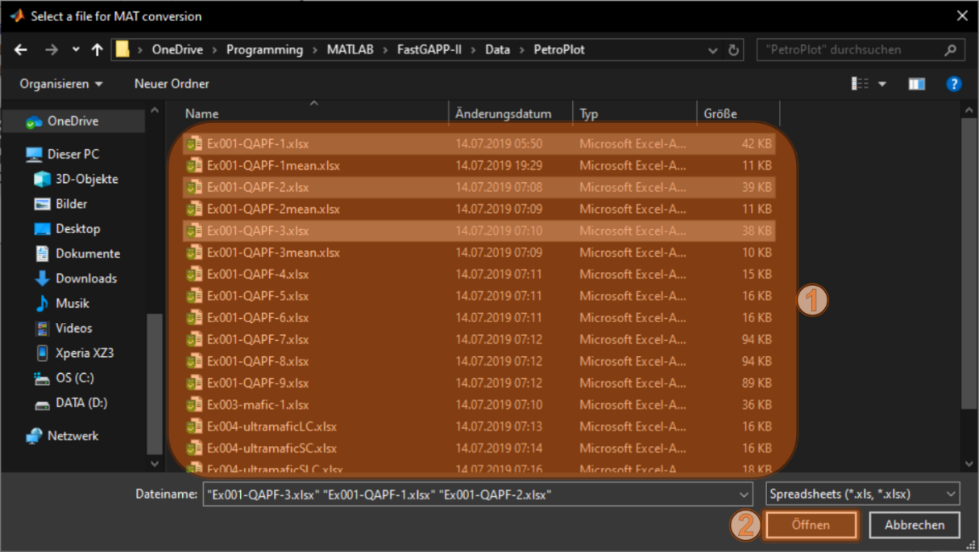 Select a file for MAT conversion
OneDrive > Programming > MATLAB > FastGAPP-II > Data > PetroPlot "PetroPlot" durchsuchen
Organisieren Neuer Ordner
Name Änderungsdatum Typ Größe
OneDrive
Dieser PC
3D-Objekte
Bilder
Desktop
Dokumente
Downloads
Musik
Videos
Xperia XZ3
OS (C:)
DATA (D:)
Netzwerk
Ex001-QAPF-1.xlsx 14.07.2019 05:50 Microsoft Excel-A... 42 KB
Ex001-QAPF-1mean.xlsx 14.07.2019 19:29 Microsoft Excel-A... 11 KB
Ex001-QAPF-2.xlsx 14.07.2019 07:08 Microsoft Excel-A... 39 KB
Ex001-QAPF-2mean.xlsx 14.07.2019 07:09 Microsoft Excel-A... 11 KB
Ex001-QAPF-3.xlsx 14.07.2019 07:10 Microsoft Excel-A... 38 KB
Ex001-QAPF-3mean.xlsx 14.07.2019 07:09 Microsoft Excel-A... 10 KB
Ex001-QAPF-4.xlsx 14.07.2019 07:11 Microsoft Excel-A... 15 KB
Ex001-QAPF-5.xlsx 14.07.2019 07:11 Microsoft Excel-A... 16 KB
Ex001-QAPF-6.xlsx 14.07.2019 07:11 Microsoft Excel-A... 16 KB
Ex001-QAPF-7.xlsx 14.07.2019 07:12 Microsoft Excel-A... 94 KB
Ex001-QAPF-8.xlsx 14.07.2019 07:12 Microsoft Excel-A... 94 KB
Ex001-QAPF-9.xlsx 14.07.2019 07:12 Microsoft Excel-A... 89 KB
Ex003-mafic-1.xlsx 14.07.2019 07:10 Microsoft Excel-A... 36 KB
Ex004-ultramaficLC.xlsx 14.07.2019 07:13 Microsoft Excel-A... 16 KB
Ex004-ultramaficSC.xlsx 14.07.2019 07:14 Microsoft Excel-A... 16 KB
Ex004-ultramaficSLC.xlsx 14.07.2019 07:16 Microsoft Excel-A... 18 KB
1
Dateiname: "Ex001-QAPF-3.xlsx" "Ex001-QAPF-1.xlsx" "Ex001-QAPF-2.xlsx" Spreadsheets (*.xls, *.xlsx)
2 Öffnen Abbrechen